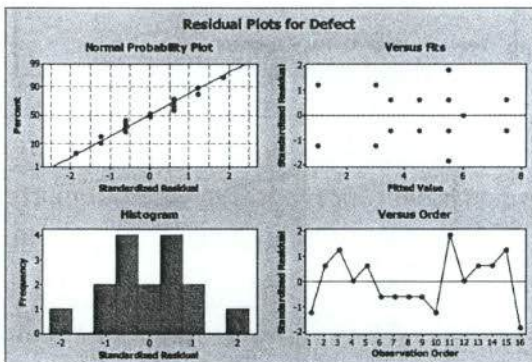 Residual Plots for Defect
Normal Probability Plot
Versus Fits
99
90
50
10
1
Percent
-2 -1 0 1 2
Standardized Residual
2
1
0
-1
-2
Standardized Residual
2 4 6 8
Fitted Value
Histogram
Versus Order
4
3
2
1
0
Frequency
-2 -1 0 1 2
Standardized Residual
2
1
0
-1
-2
Standardized Residual
1 2 3 4 5 6 7 8 9 10 11 12 13 14 15 16
Observation Order